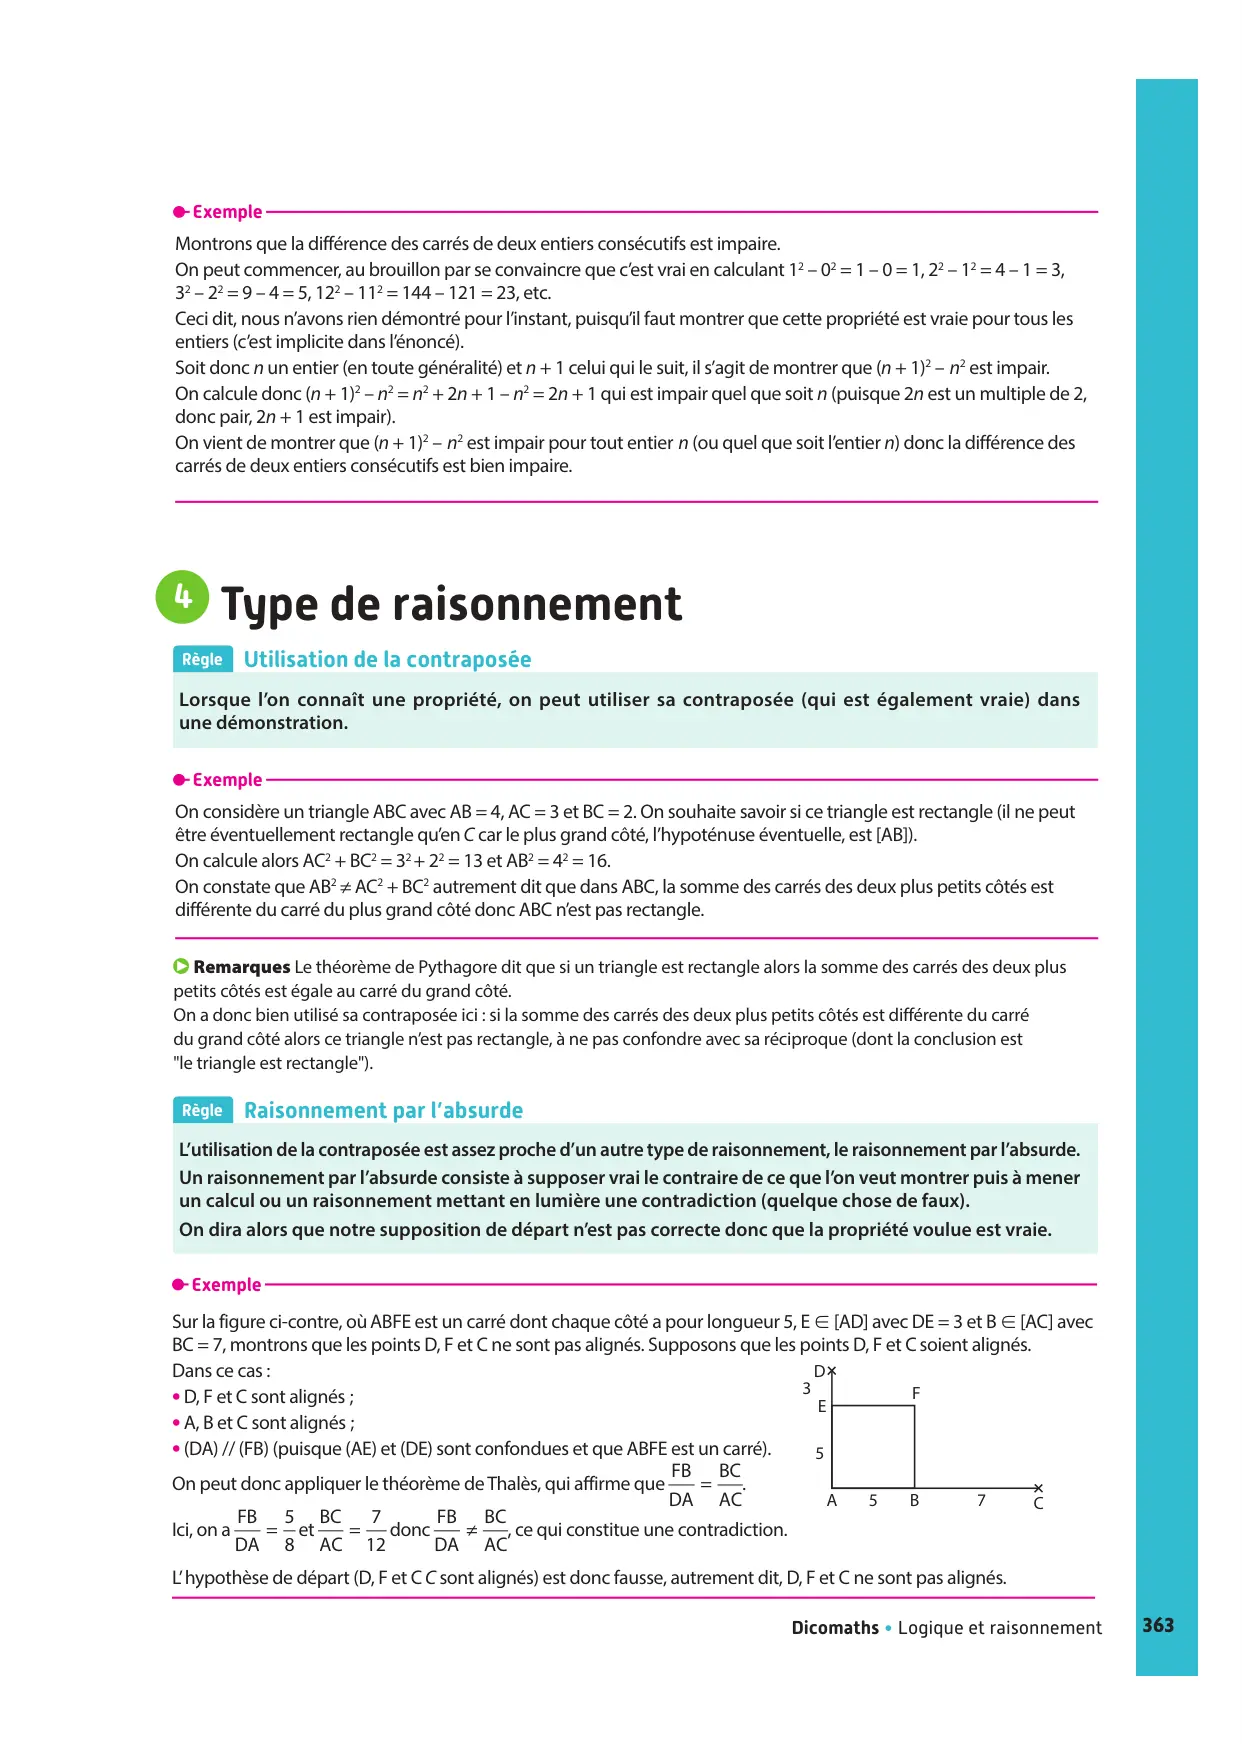 Exemple
Montrons que la différence des carrés de deux entiers consécutifs est impaire.
On peut commencer, au brouillon par se convaincre que c’est vrai en calculant 1² – 0² = 1 – 0 = 1, 2² – 1² = 4 – 1 = 3,
3² – 2² = 9 – 4 = 5, 12² – 11² = 144 – 121 = 23, etc.
Ceci dit, nous n’avons rien démontré pour l’instant, puisqu’il faut montrer que cette propriété est vraie pour tous les
entiers (c’est implicite dans l’énoncé).
Soit donc n un entier (en toute généralité) et n + 1 celui qui le suit, il s’agit de montrer que (n + 1)² – n² est impair.
On calcule donc (n + 1)² – n² = n² + 2n + 1 – n² = 2n + 1 qui est impair quel que soit n (puisque 2n est un multiple de 2,
donc pair, 2n + 1 est impair).
On vient de montrer que (n + 1)² – n² est impair pour tout entier n (ou quel que soit l’entier n) donc la différence des
carrés de deux entiers consécutifs est bien impaire.
4 Type de raisonnement
Règle Utilisation de la contraposée
Lorsque l’on connaît une propriété, on peut utiliser sa contraposée (qui est également vraie) dans
une démonstration.
Exemple
On considère un triangle ABC avec AB = 4, AC = 3 et BC = 2. On souhaite savoir si ce triangle est rectangle (il ne peut
être éventuellement rectangle qu’en C car le plus grand côté, l’hypoténuse éventuelle, est [AB]).
On calcule alors AC² + BC² = 3² + 2² = 13 et AB² = 4² = 16.
On constate que AB² ≠ AC² + BC² autrement dit que dans ABC, la somme des carrés des deux plus petits côtés est
différente du carré du plus grand côté donc ABC n’est pas rectangle.
Remarques Le théorème de Pythagore dit que si un triangle est rectangle alors la somme des carrés des deux plus
petits côtés est égale au carré du grand côté.
On a donc bien utilisé sa contraposée ici : si la somme des carrés des deux plus petits côtés est différente du carré
du grand côté alors ce triangle n’est pas rectangle, à ne pas confondre avec sa réciproque (dont la conclusion est
"le triangle est rectangle").
Règle Raisonnement par l’absurde
L’utilisation de la contraposée est assez proche d’un autre type de raisonnement, le raisonnement par l’absurde.
Un raisonnement par l’absurde consiste à supposer vrai le contraire de ce que l’on veut montrer puis à mener
un calcul ou un raisonnement mettant en lumière une contradiction (quelque chose de faux).
On dira alors que notre supposition de départ n’est pas correcte donc que la propriété voulue est vraie.
Exemple
Sur la figure ci-contre, où ABFE est un carré dont chaque côté a pour longueur 5, E ∈ [AD] avec DE = 3 et B ∈ [AC] avec
BC = 7, montrons que les points D, F et C ne sont pas alignés. Supposons que les points D, F et C soient alignés.
Dans ce cas :
• D, F et C sont alignés ;
• A, B et C sont alignés ;
• (DA) // (FB) (puisque (AE) et (DE) sont confondues et que ABFE est un carré).
On peut donc appliquer le théorème de Thalès, qui affirme que FB/DA = BC/AC.
Ici, on a FB/DA = 5/8 et BC/AC = 7/12 donc FB/DA ≠ BC/AC, ce qui constitue une contradiction.
L’hypothèse de départ (D, F et C C sont alignés) est donc fausse, autrement dit, D, F et C ne sont pas alignés.
D
3
F
E
5
A 5 B 7 C
Dicomaths • Logique et raisonnement 363